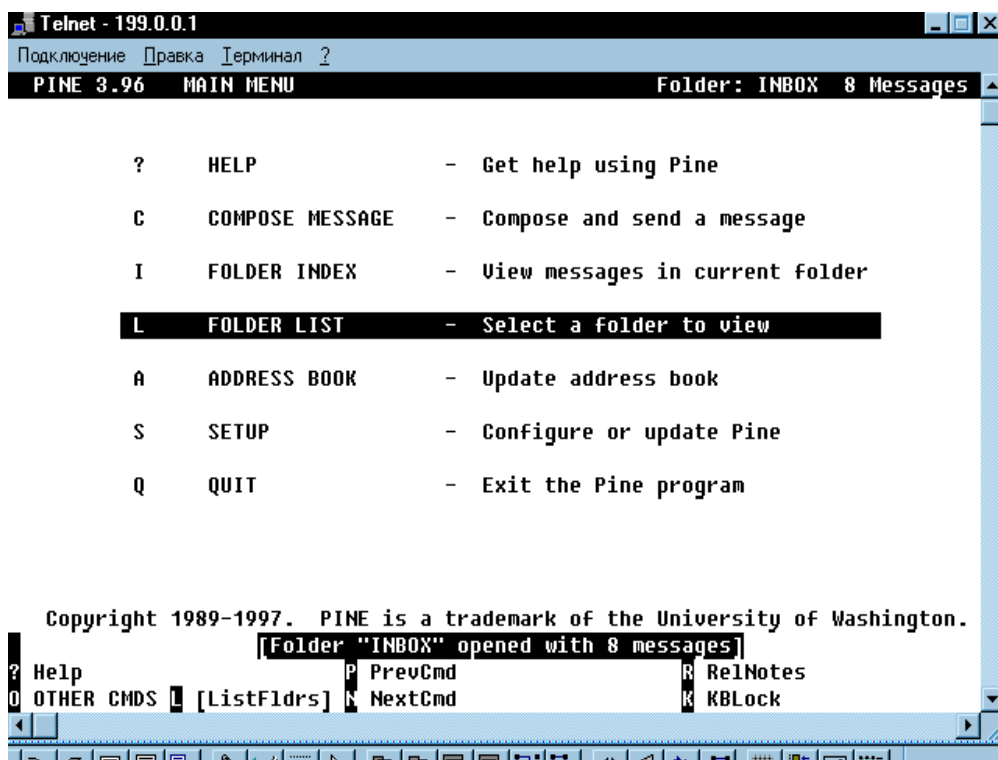 Telnet - 199.0.0.1
Подключение Правка Терминал ?
PINE 3.96 MAIN MENU Folder: INBOX 8 Messages
? HELP - Get help using Pine
C COMPOSE MESSAGE - Compose and send a message
I FOLDER INDEX - View messages in current folder
L FOLDER LIST - Select a folder to view
A ADDRESS BOOK - Update address book
S SETUP - Configure or update Pine
Q QUIT - Exit the Pine program
Copyright 1989-1997. PINE is a trademark of the University of Washington.
[Folder "INBOX" opened with 8 messages]
? Help P PrevCmd R RelNotes
O OTHER CMDS L [ListFldrs] N NextCmd K KBLock